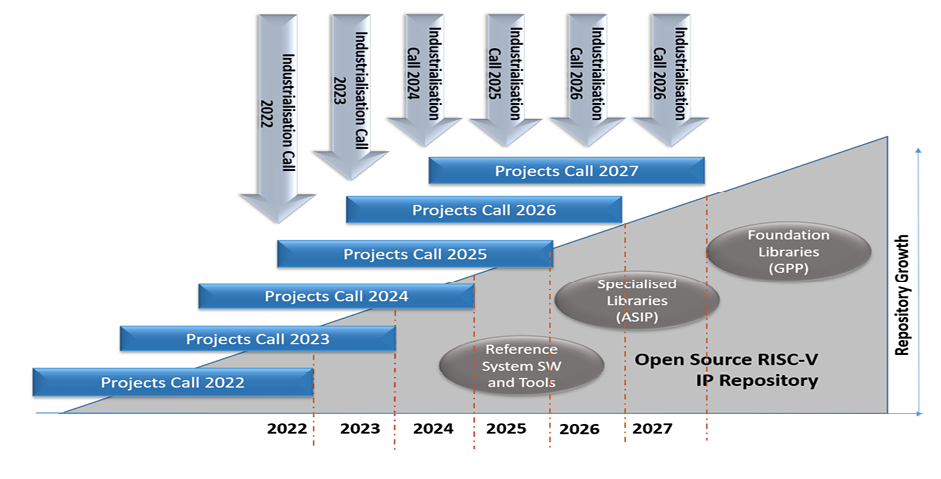 Industrialisation Call
2022
Industrialisation Call
2023
Industrialisation
Call 2024
Industrialisation
Call 2025
Industrialisation
Call 2026
Industrialisation
Call 2026
Projects Call 2027
Projects Call 2026
Projects Call 2025
Projects Call 2024
Projects Call 2023
Projects Call 2022
Foundation
Libraries
(GPP)
Specialised
Libraries
(ASIP)
Reference
System SW
and Tools
Open Source RISC-V
IP Repository
Repository Growth
2022 2023 2024 2025 2026 2027